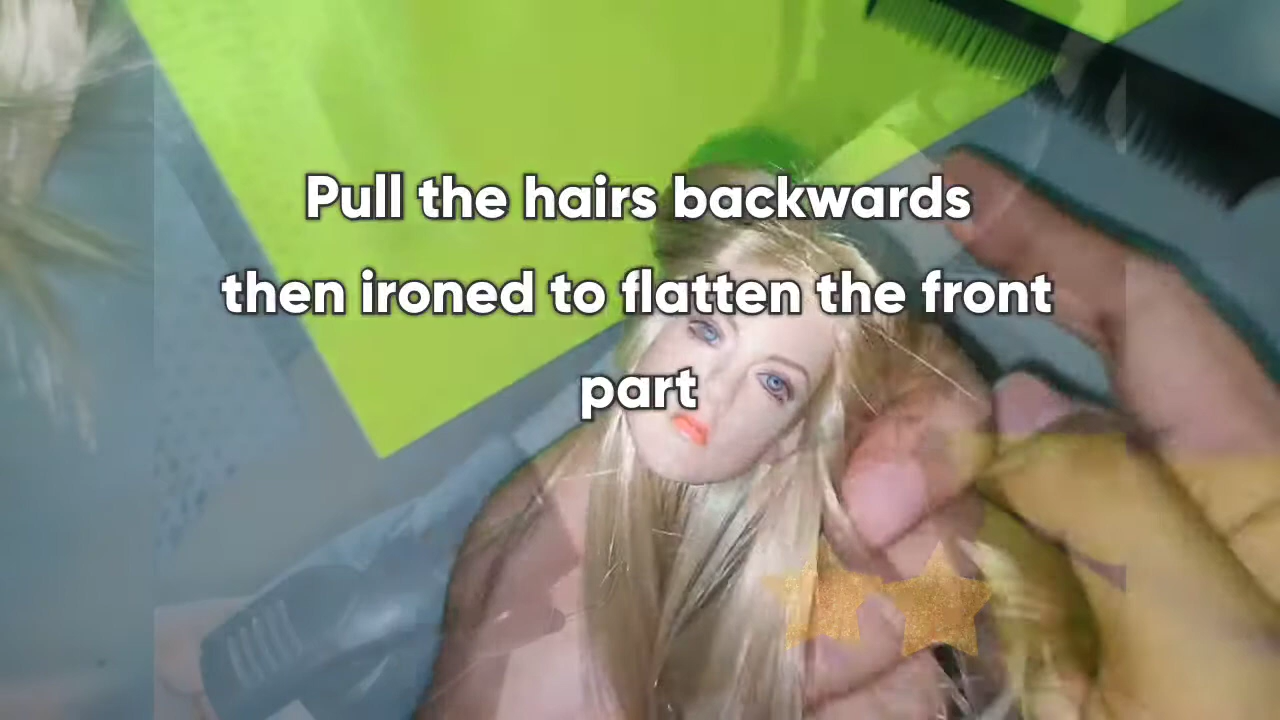 Pull the hairs backwards
then ironed to flatten the front
part